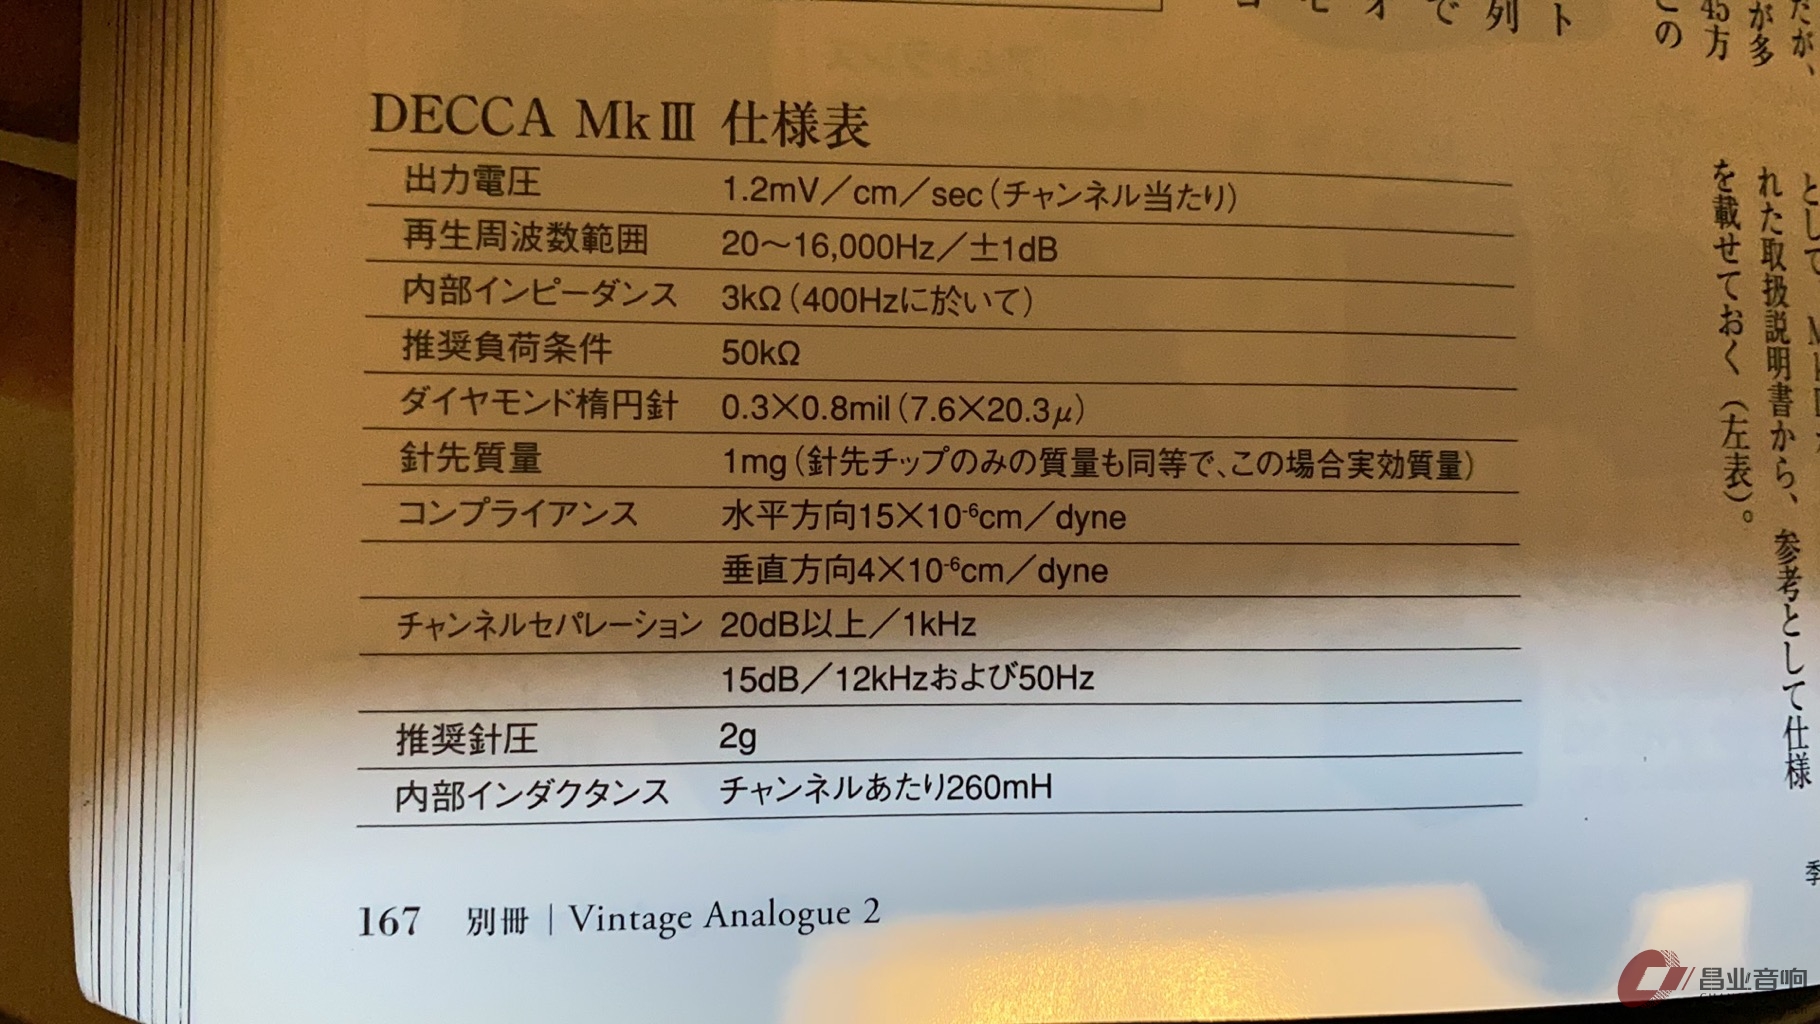 DECCA MkⅢ 仕様表
出力電圧 1.2mV/cm/sec(チャンネル当たり)
再生周波数範囲 20〜16,000Hz/±1dB
内部インピーダンス 3kΩ(400Hzに於いて)
推奨負荷条件 50kΩ
ダイヤモンド楕円針 0.3×0.8mil(7.6×20.3μ)
針先質量 1mg(針先チップのみの質量も同等で、この場合実効質量)
コンプライアンス 水平方向15×10⁻⁶cm/dyne
垂直方向4×10⁻⁶cm/dyne
チャンネルセパレーション 20dB以上/1kHz
15dB/12kHzおよび50Hz
推奨針圧 2g
内部インダクタンス チャンネルあたり260mH
167 別冊 | Vintage Analogue 2
だが、
が多
45方
この
ト
列
で
オ
モ
として
れた取扱説明書から、参考として仕様
を載せておく(左表)。
季
昌业音响